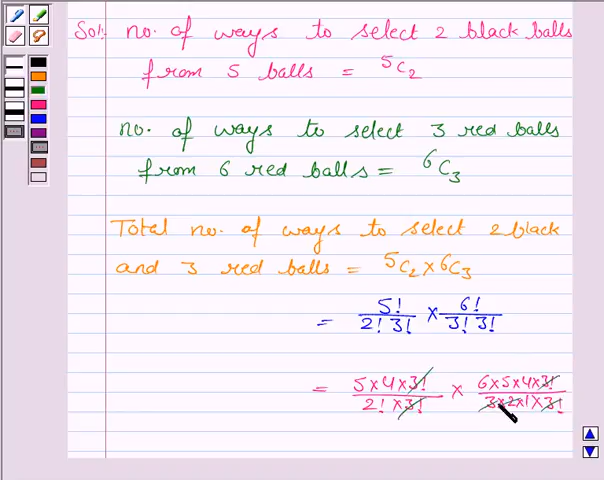 Sol: no. of ways to select 2 black balls
from 5 balls = ⁵C₂
no. of ways to select 3 red balls
from 6 red balls = ⁶C₃
Total no. of ways to select 2 black
and 3 red balls = ⁵C₂ × ⁶C₃
= 5!/2! 3! × 6!/3! 3!
= 5×4×3!/2!×3! × 6×5×4×3!/3×2×1×3!